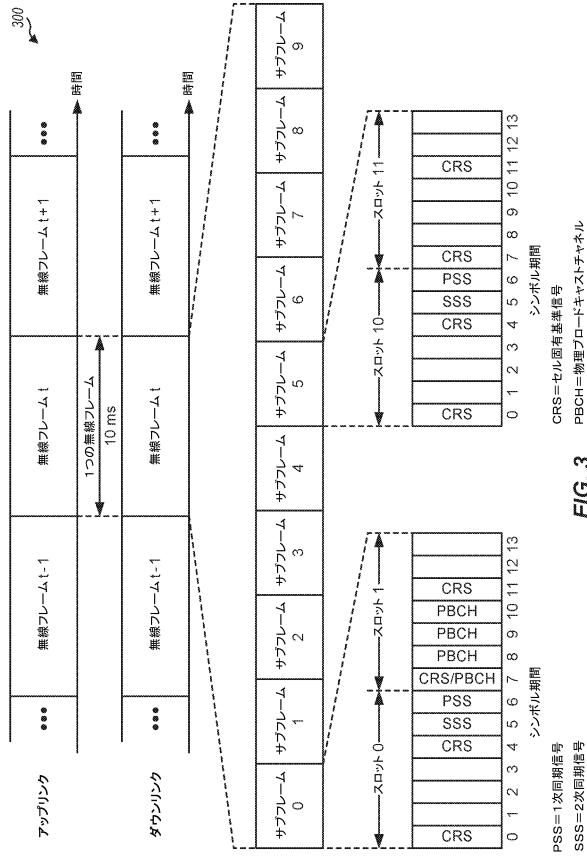 300
アップリンク
••• 無線フレーム t-1 無線フレーム t 無線フレーム t+1 •••
時間
1つの無線フレーム
10 ms
ダウンリンク
••• 無線フレーム t-1 無線フレーム t 無線フレーム t+1 •••
時間
サブフレーム 0 サブフレーム 1 サブフレーム 2 サブフレーム 3 サブフレーム 4 サブフレーム 5 サブフレーム 6 サブフレーム 7 サブフレーム 8 サブフレーム 9
スロット 0 スロット 1
CRS CRS SSS PSS CRS/PBCH PBCH PBCH PBCH CRS
0 1 2 3 4 5 6 7 8 9 10 11 12 13
シンボル期間
スロット 10 スロット 11
CRS CRS SSS PSS CRS CRS
0 1 2 3 4 5 6 7 8 9 10 11 12 13
シンボル期間
PSS=1次同期信号
SSS=2次同期信号
CRS=セル固有基準信号
PBCH=物理ブロードキャストチャネル
FIG. 3